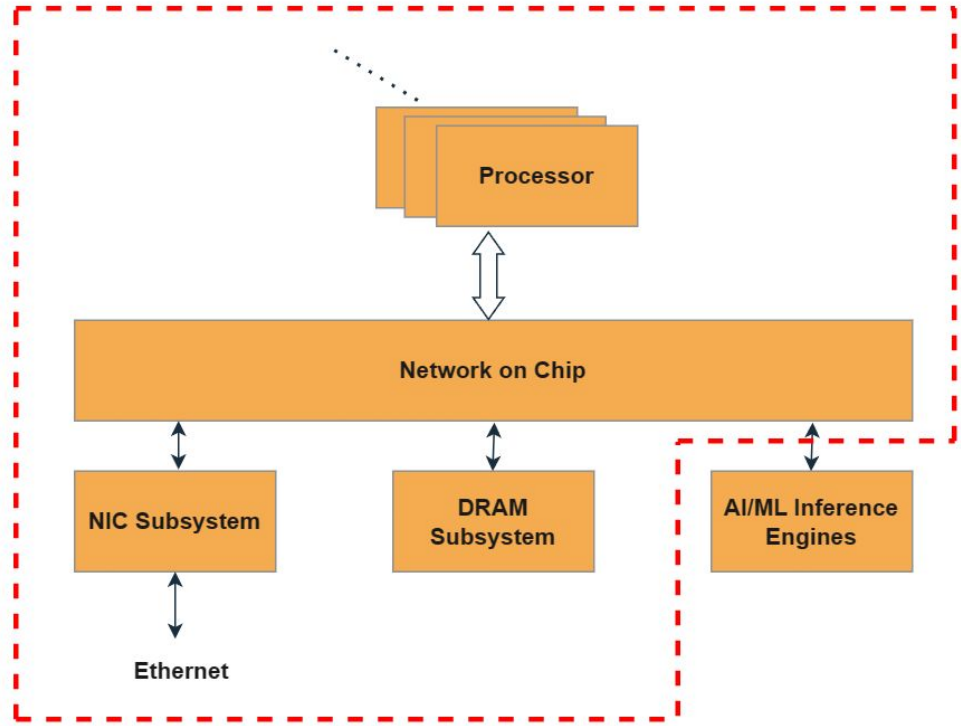 Processor
Network on Chip
NIC Subsystem
DRAM
Subsystem
AI/ML Inference
Engines
Ethernet